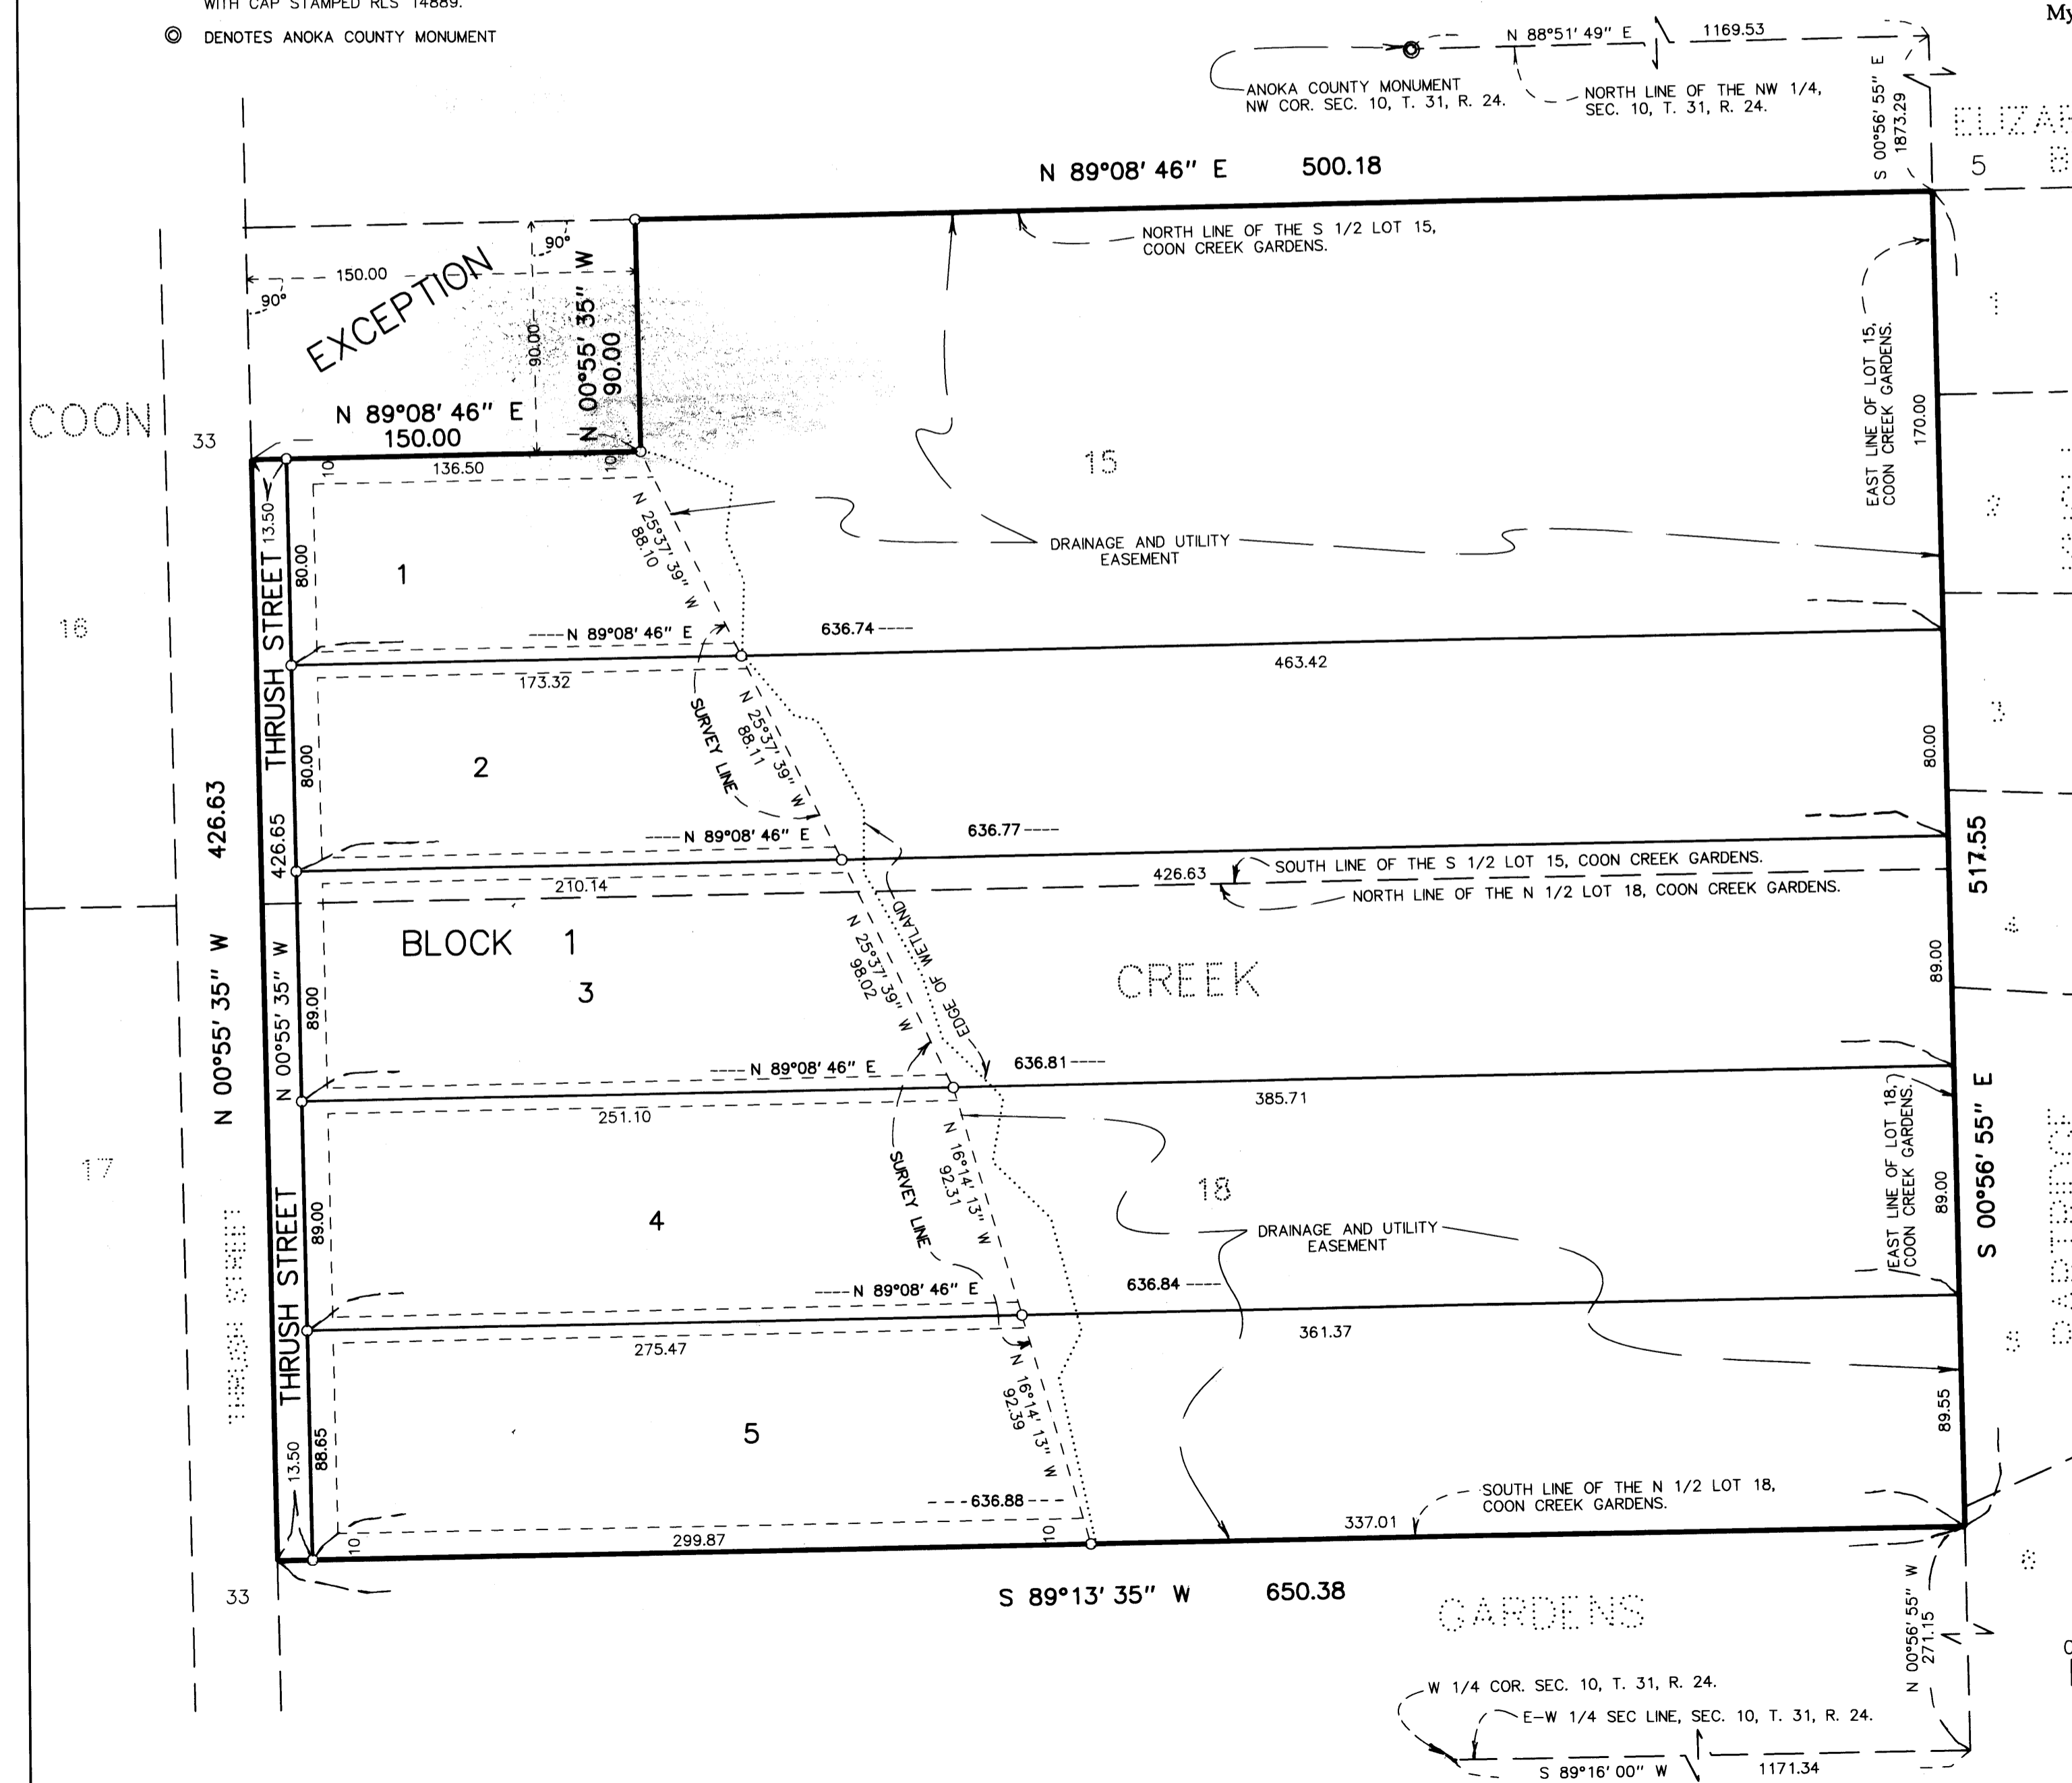 WITH CAP STAMPED RLS 14889.
DENOTES ANOKA COUNTY MONUMENT
My
N 88°51' 49" E 1169.53
ANOKA COUNTY MONUMENT
NW COR. SEC. 10, T. 31, R. 24.
NORTH LINE OF THE NW 1/4,
SEC. 10, T. 31, R. 24.
S 00°56' 55" E
1873.29
5
N 89°08' 46" E 500.18
NORTH LINE OF THE S 1/2 LOT 15,
COON CREEK GARDENS.
90°
150.00
90°
EXCEPTION
90.00
N 00°55' 35" W
90.00
EAST LINE OF LOT 15,
COON CREEK GARDENS.
170.00
1
COON
33
N 89°08' 46" E
150.00
10
136.50
10
15
2
13.50
THRUSH STREET
80.00
1
N 25°37' 39" W
88.10
DRAINAGE AND UTILITY
EASEMENT
16
N 89°08' 46" E 636.74
173.32
463.42
SURVEY LINE
N 25°37' 39" W
88.11
80.00
2
80.00
3
N 00°55' 35" W 426.63
426.65
N 89°08' 46" E 636.77
210.14
426.63
SOUTH LINE OF THE S 1/2 LOT 15, COON CREEK GARDENS.
NORTH LINE OF THE N 1/2 LOT 18, COON CREEK GARDENS.
517.55
4
BLOCK 1
N 00°55' 35" W
89.00
3
N 25°37' 39" W
98.02
EDGE OF WETLAND
CREEK
89.00
N 89°08' 46" E 636.81
251.10
385.71
17
THRUSH STREET
THRUSH STREET
89.00
4
SURVEY LINE
N 16°14' 13" W
92.31
18
DRAINAGE AND UTILITY
EASEMENT
EAST LINE OF LOT 18,
COON CREEK GARDENS.
89.00
S 00°56' 55" E
N 89°08' 46" E 636.84
275.47
361.37
13.50
88.65
5
N 16°14' 13" W
92.39
89.55
636.88
SOUTH LINE OF THE N 1/2 LOT 18,
COON CREEK GARDENS.
10
299.87
10
337.01
33
S 89°13' 35" W 650.38
GARDENS
8
N 00°56' 55" W
271.15
W 1/4 COR. SEC. 10, T. 31, R. 24.
E-W 1/4 SEC LINE, SEC. 10, T. 31, R. 24.
S 89°16' 00" W 1171.34